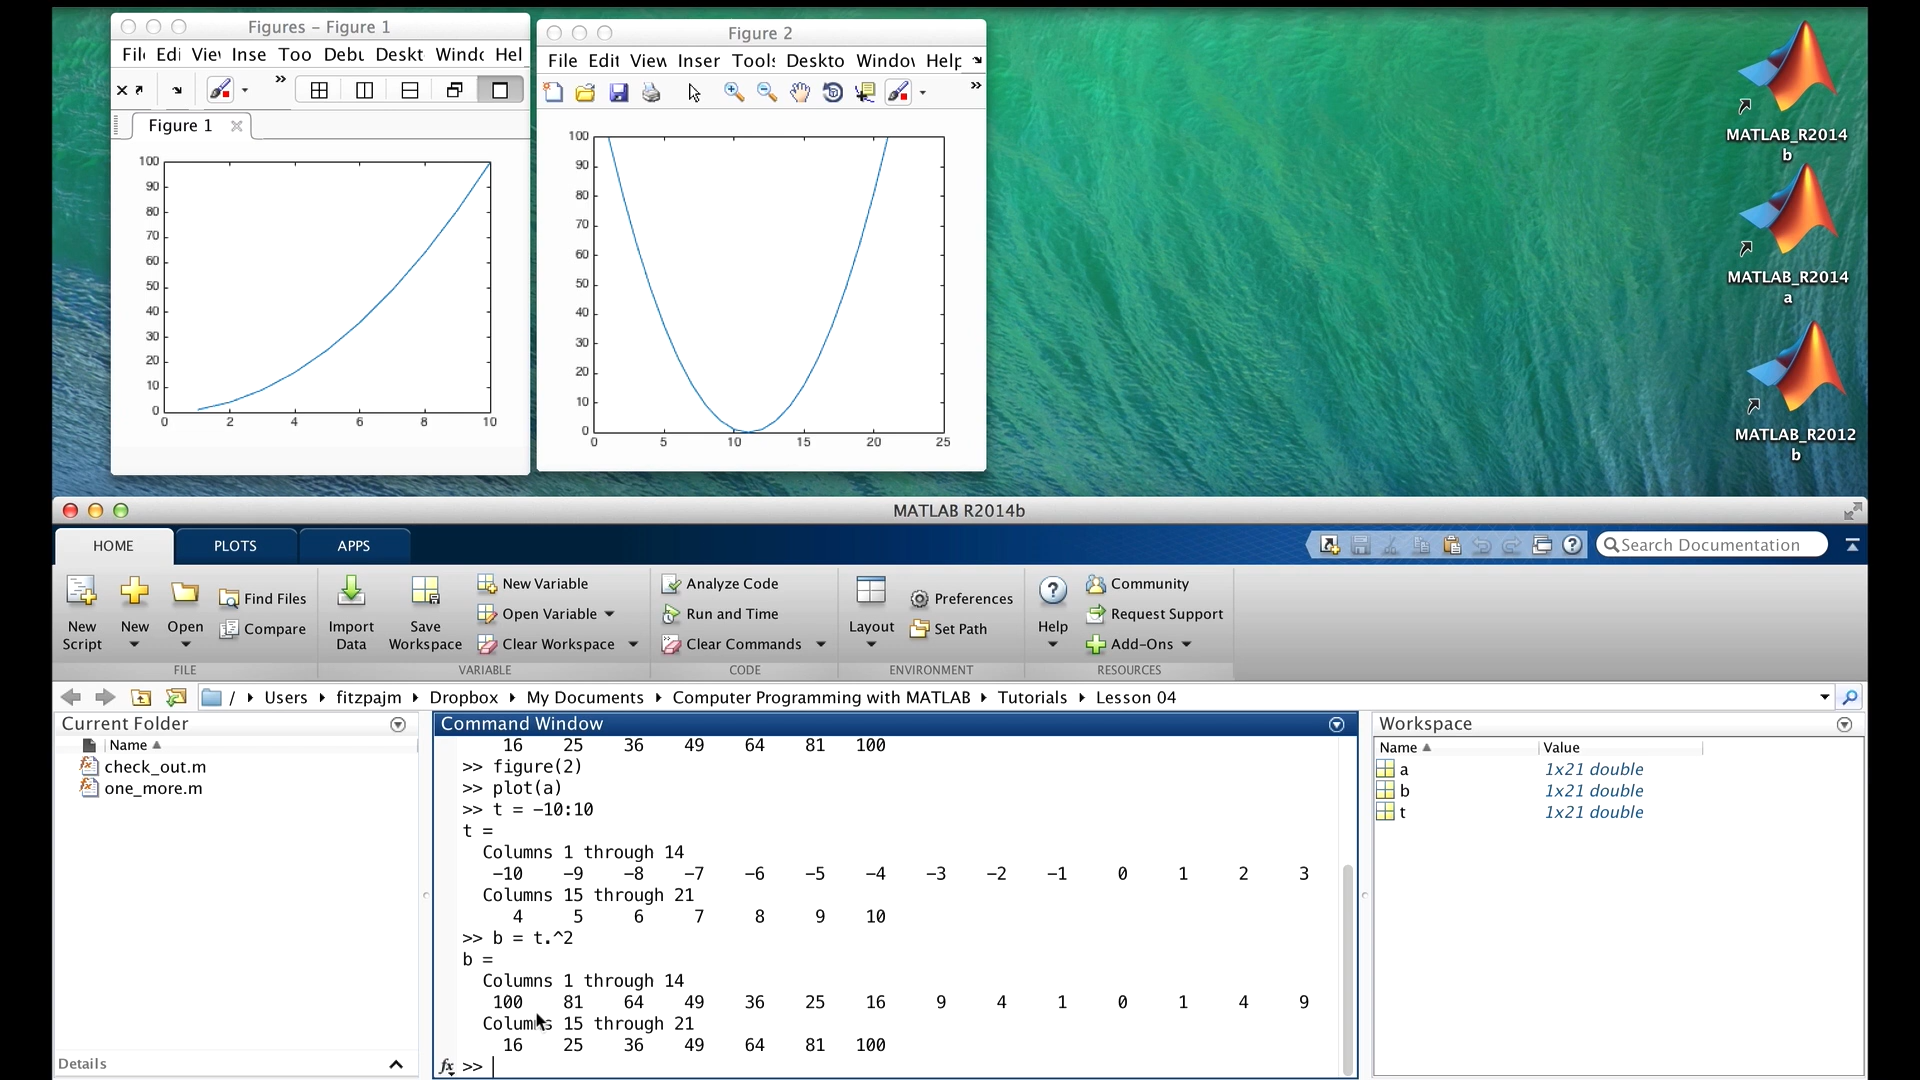 Figures - Figure 1
Fil Edi Viev Inse Too Debu Deskt Windo Hel
Figure 1
100
90
80
70
60
50
40
30
20
10
0
0 2 4 6 8 10
Figure 2
File Edit View Inser Tools Deskto Window Help
100
90
80
70
60
50
40
30
20
10
0
0 5 10 15 20 25
MATLAB_R2014
b
MATLAB_R2014
a
MATLAB_R2012
b
MATLAB R2014b
HOME PLOTS APPS
Search Documentation
New Script
New
Open
Find Files
Compare
FILE
Import Data
Save Workspace
New Variable
Open Variable
Clear Workspace
VARIABLE
Analyze Code
Run and Time
Clear Commands
CODE
Layout
Preferences
Set Path
ENVIRONMENT
Help
Community
Request Support
Add-Ons
RESOURCES
/ Users fitzpajm Dropbox My Documents Computer Programming with MATLAB Tutorials Lesson 04
Current Folder
Name
check_out.m
one_more.m
Details
Command Window
16 25 36 49 64 81 100
>> figure(2)
>> plot(a)
>> t = -10:10
t =
Columns 1 through 14
-10 -9 -8 -7 -6 -5 -4 -3 -2 -1 0 1 2 3
Columns 15 through 21
4 5 6 7 8 9 10
>> b = t.^2
b =
Columns 1 through 14
100 81 64 49 36 25 16 9 4 1 0 1 4 9
Columns 15 through 21
16 25 36 49 64 81 100
fx >>
Workspace
Name Value
a 1x21 double
b 1x21 double
t 1x21 double